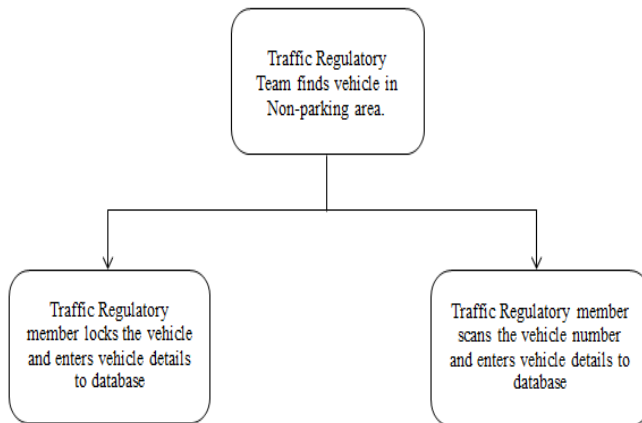 Traffic Regulatory
Team finds vehicle in
Non-parking area.
Traffic Regulatory
member locks the vehicle
and enters vehicle details
to database
Traffic Regulatory member
scans the vehicle number
and enters vehicle details to
database